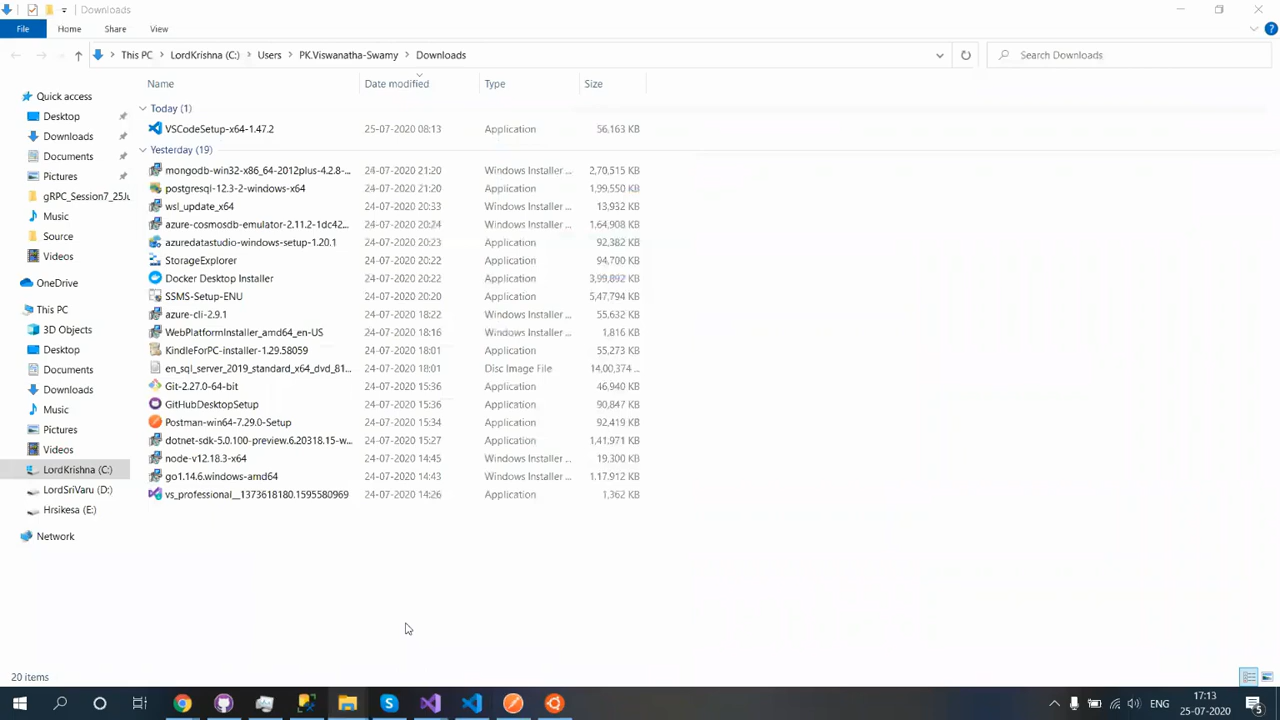 Downloads
File Home Share View
This PC LordKrishna (C:) Users PK.Viswanatha-Swamy Downloads Search Downloads
Name Date modified Type Size
Quick access
Desktop
Downloads
Documents
Pictures
gRPC_Session7_25Ju
Music
Source
Videos
OneDrive
This PC
3D Objects
Desktop
Documents
Downloads
Music
Pictures
Videos
LordKrishna (C:)
LordSriVaru (D:)
Hrsikesa (E:)
Network
Today (1)
VSCodeSetup-x64-1.47.2 25-07-2020 08:13 Application 56,163 KB
Yesterday (19)
mongodb-win32-x86_64-2012plus-4.2.8-... 24-07-2020 21:20 Windows Installer ... 2,70,515 KB
postgresql-12.3-2-windows-x64 24-07-2020 21:20 Application 1,99,550 KB
wsl_update_x64 24-07-2020 20:33 Windows Installer ... 13,932 KB
azure-cosmosdb-emulator-2.11.2-1dc42... 24-07-2020 20:24 Windows Installer ... 1,64,908 KB
azuredatastudio-windows-setup-1.20.1 24-07-2020 20:23 Application 92,382 KB
StorageExplorer 24-07-2020 20:22 Application 94,700 KB
Docker Desktop Installer 24-07-2020 20:22 Application 3,99,892 KB
SSMS-Setup-ENU 24-07-2020 20:20 Application 5,47,794 KB
azure-cli-2.9.1 24-07-2020 18:22 Windows Installer ... 55,632 KB
WebPlatformInstaller_amd64_en-US 24-07-2020 18:16 Windows Installer ... 1,816 KB
KindleForPC-installer-1.29.58059 24-07-2020 18:01 Application 55,273 KB
en_sql_server_2019_standard_x64_dvd_81... 24-07-2020 18:01 Disc Image File 14,00,374 ...
Git-2.27.0-64-bit 24-07-2020 15:36 Application 46,940 KB
GitHubDesktopSetup 24-07-2020 15:36 Application 90,847 KB
Postman-win64-7.29.0-Setup 24-07-2020 15:34 Application 92,419 KB
dotnet-sdk-5.0.100-preview.6.20318.15-w... 24-07-2020 15:27 Application 1,41,971 KB
node-v12.18.3-x64 24-07-2020 14:45 Windows Installer ... 19,300 KB
go1.14.6.windows-amd64 24-07-2020 14:43 Windows Installer ... 1,17,912 KB
vs_professional__1373618180.1595580969 24-07-2020 14:26 Application 1,362 KB
20 items
ENG 17:13
25-07-2020
5